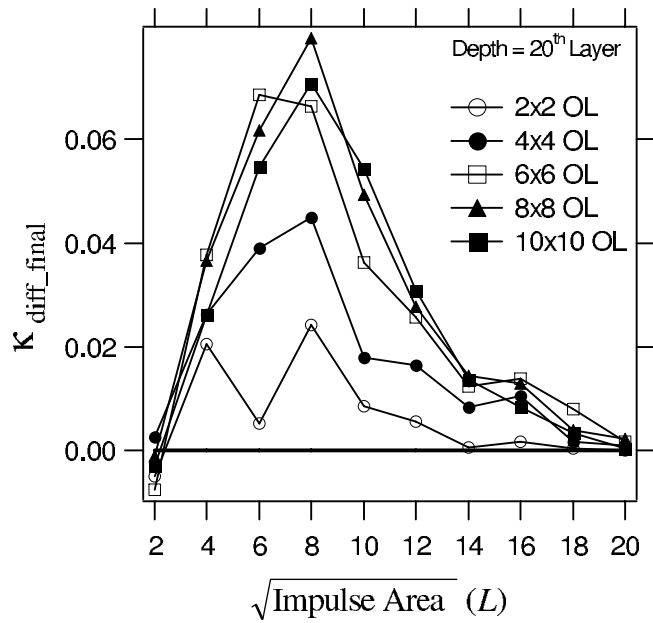 Depth = 20th Layer
2x2 OL
4x4 OL
6x6 OL
8x8 OL
10x10 OL
0.06
0.04
0.02
0.00
κ diff_final
2 4 6 8 10 12 14 16 18 20
√Impulse Area (L)